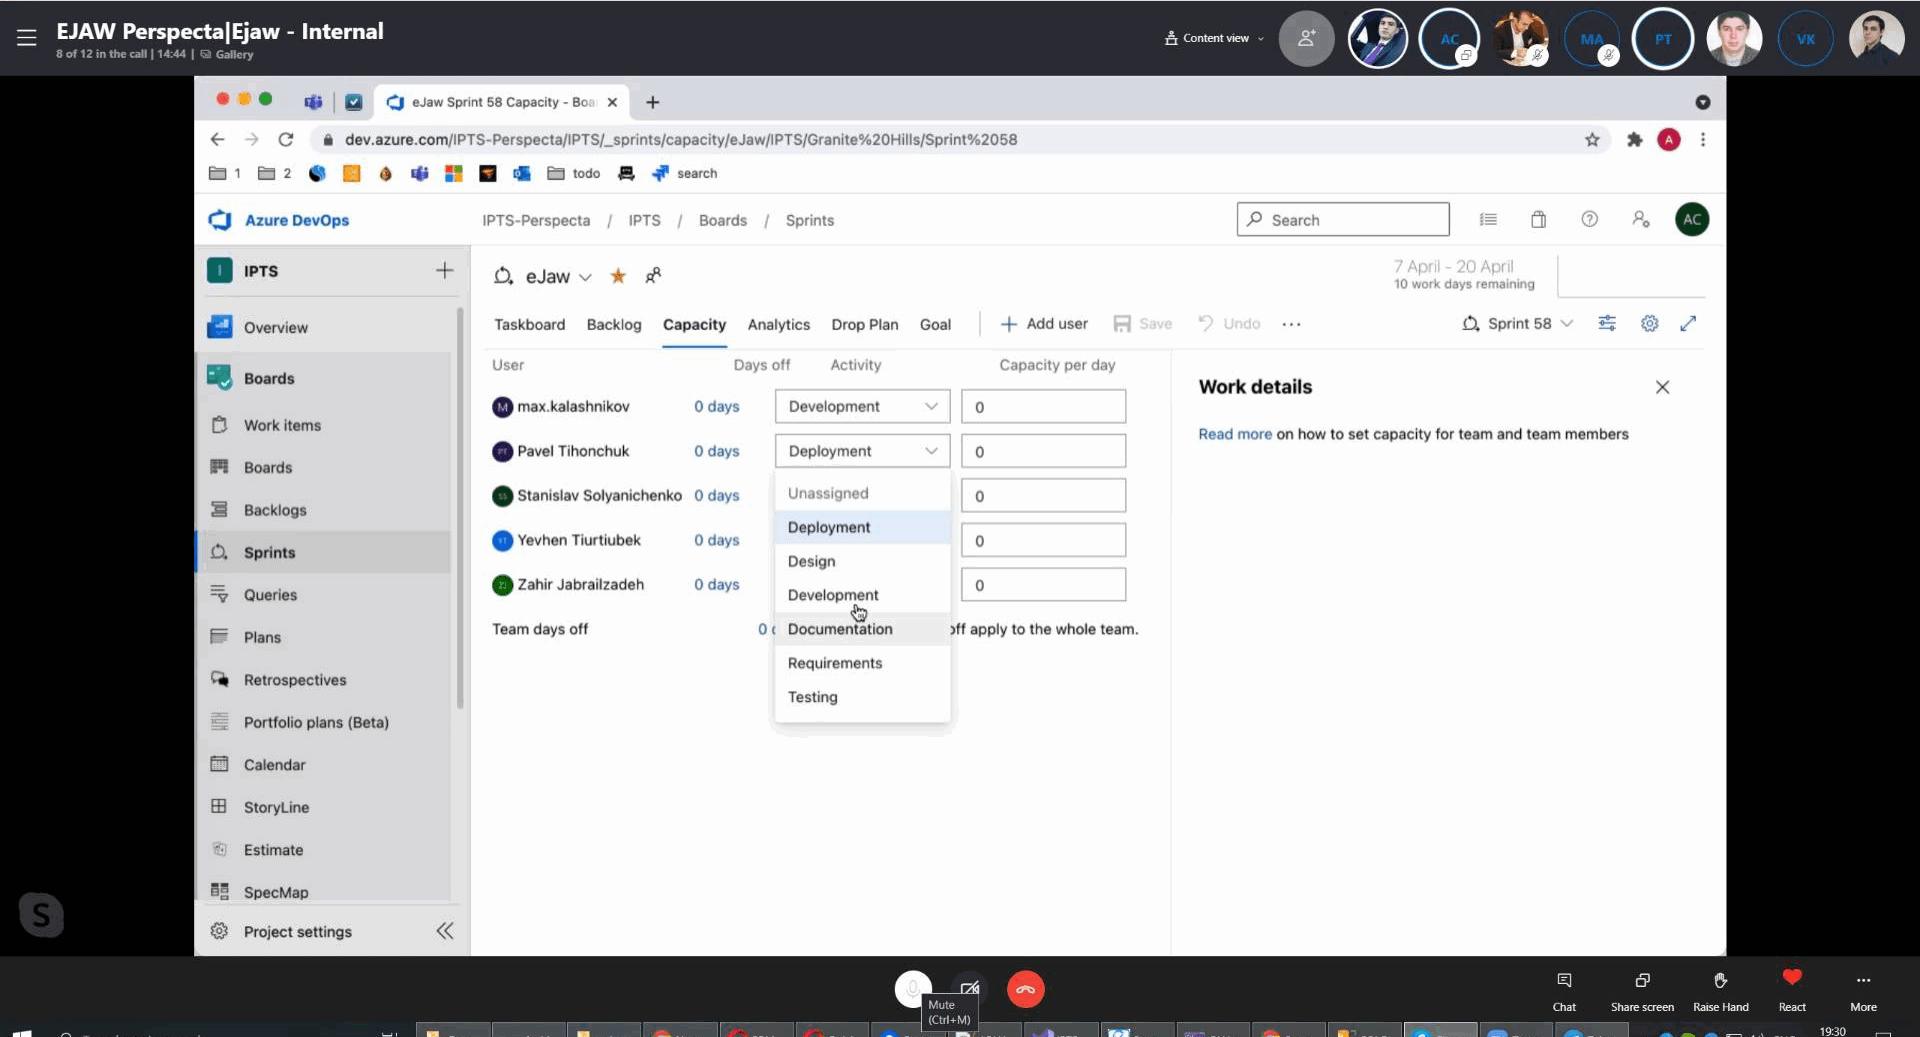 EJAW Perspecta|Ejaw - Internal
8 of 12 in the call | 14:44 | Gallery
Content view
AC
MA
PT
VK
eJaw Sprint 58 Capacity - Boa
dev.azure.com/IPTS-Perspecta/IPTS/_sprints/capacity/eJaw/IPTS/Granite%20Hills/Sprint%2058
A
1
2
todo
search
Azure DevOps
IPTS-Perspecta / IPTS / Boards / Sprints
Search
AC
I IPTS
eJaw
7 April - 20 April
10 work days remaining
Overview
Taskboard Backlog Capacity Analytics Drop Plan Goal
Add user Save Undo
Sprint 58
User Days off Activity Capacity per day
Boards
Work details
M max.kalashnikov 0 days Development 0
Work items
Read more on how to set capacity for team and team members
PT Pavel Tihonchuk 0 days Deployment 0
Boards
Unassigned
SS Stanislav Solyanichenko 0 days 0
Backlogs
Deployment
YT Yevhen Tiurtiubek 0 days 0
Sprints
Design
ZJ Zahir Jabrailzadeh 0 days 0
Queries
Development
Team days off 0 off apply to the whole team.
Documentation
Plans
Requirements
Retrospectives
Testing
Portfolio plans (Beta)
Calendar
StoryLine
Estimate
SpecMap
S
Project settings
Mute
(Ctrl+M)
Chat
Share screen
Raise Hand
React
More
19:30